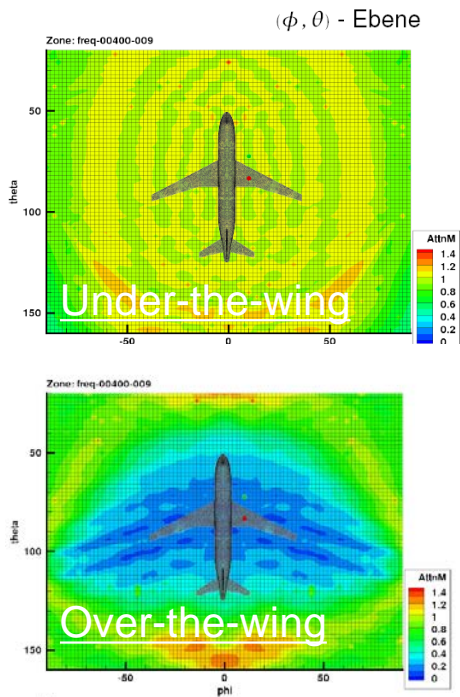 (ϕ, θ) - Ebene
Zone: freq-00400-009
50
100
150
theta
-50
0
50
AttnM
1.4
1.2
1
0.8
0.6
0.4
0.2
0
Under-the-wing
Zone: freq-00400-009
50
100
150
theta
-50
0
50
phi
AttnM
1.4
1.2
1
0.8
0.6
0.4
0.2
0
Over-the-wing